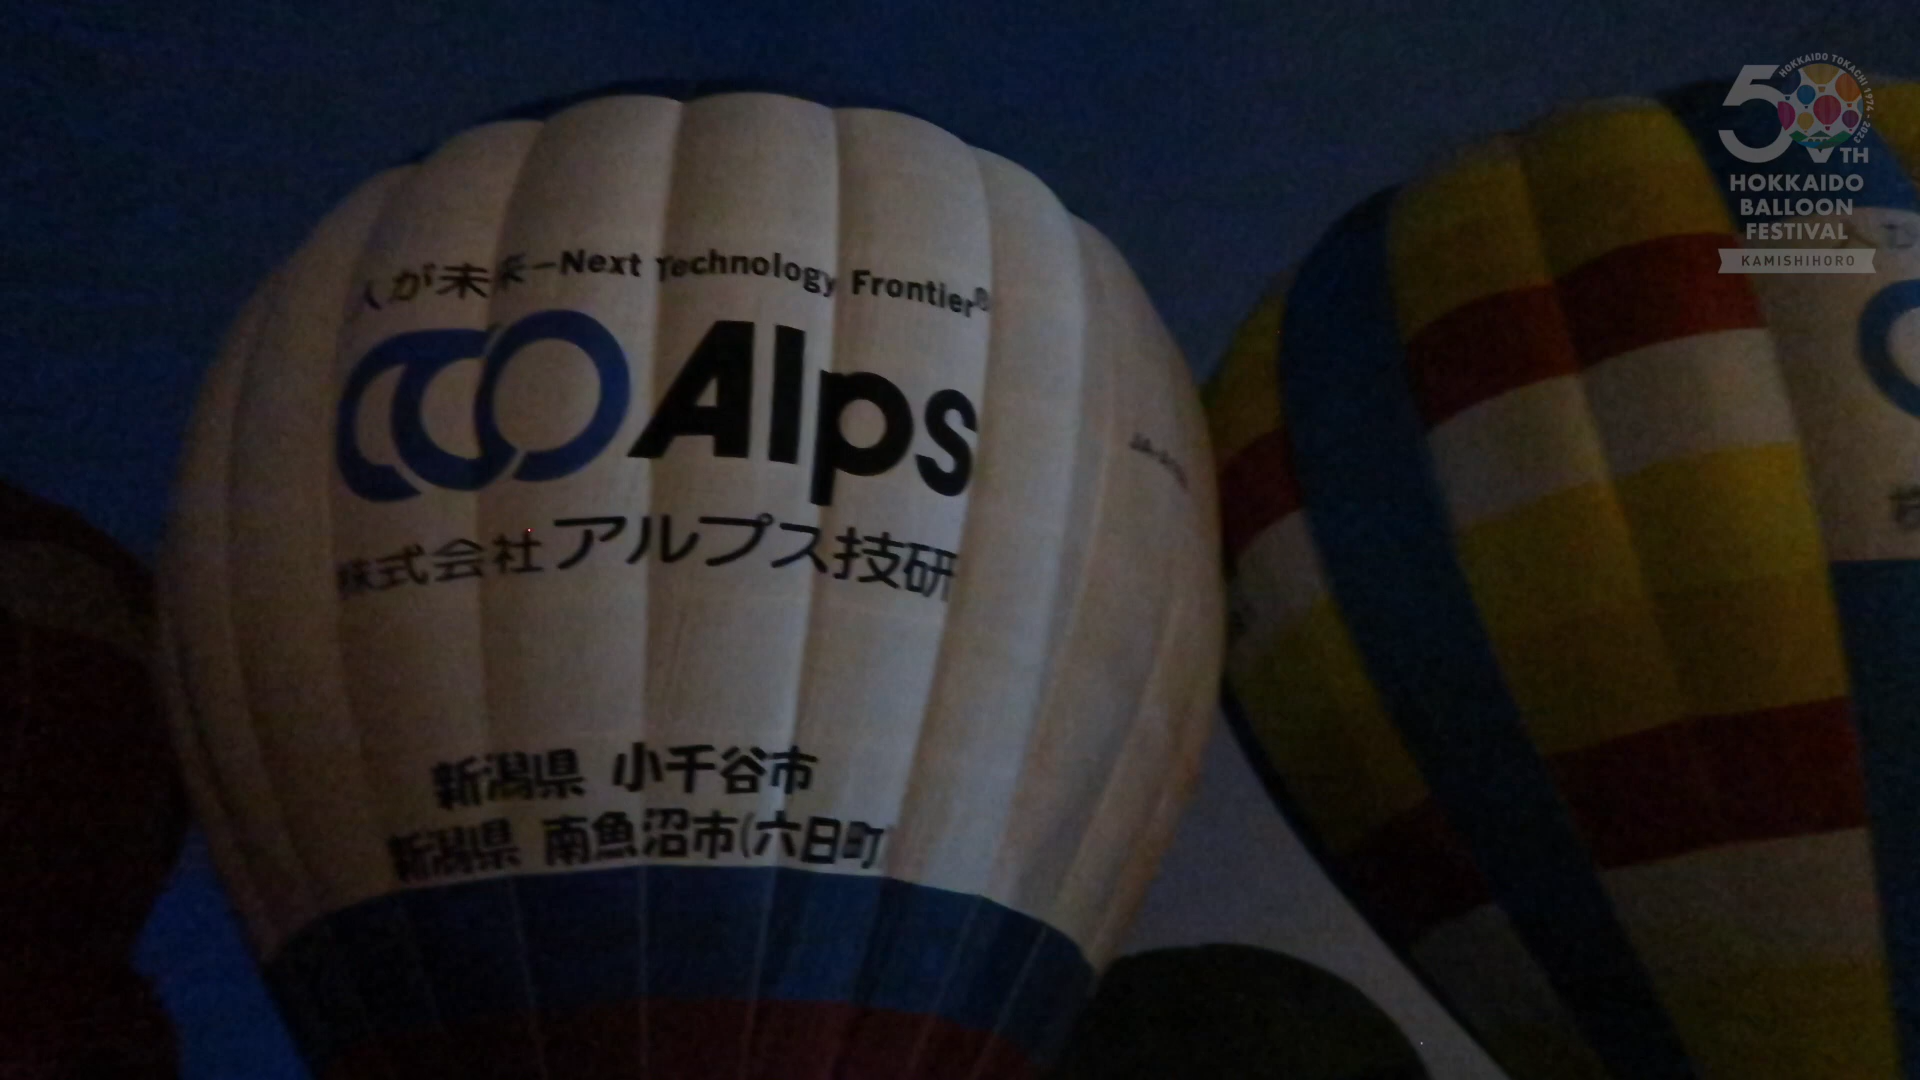 人が未来−Next Technology Frontier®
Alps
株式会社アルプス技研
新潟県 小千谷市
新潟県 南魚沼市(六日町
HOKKAIDO TOKACHI 1974-2023
50TH
HOKKAIDO
BALLOON
FESTIVAL
KAMISHIHORO